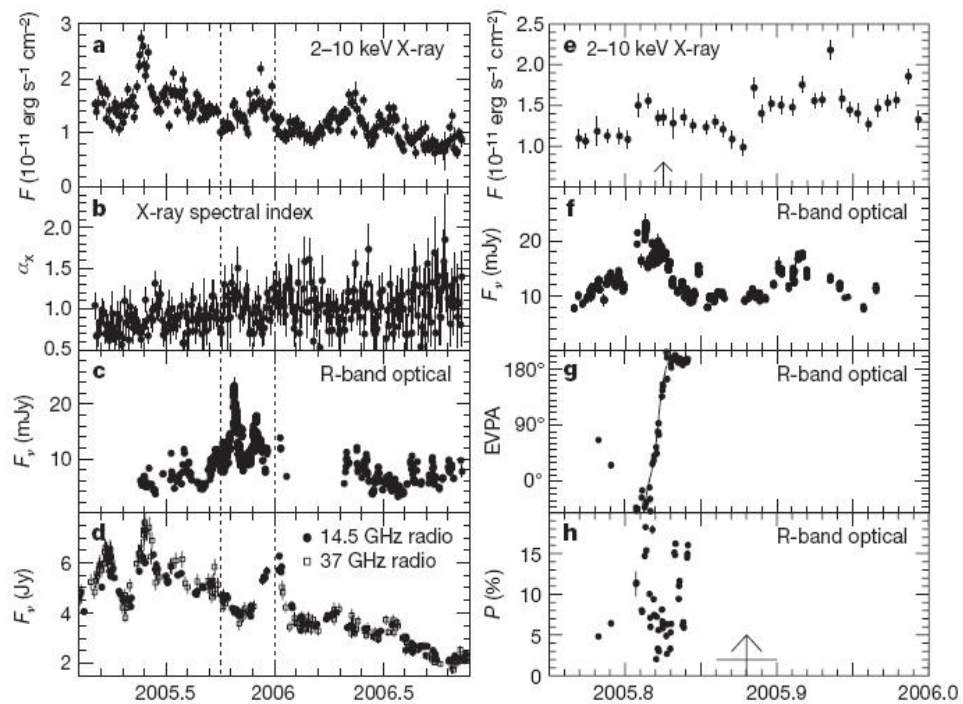 a 2–10 keV X-ray
F (10⁻¹¹ erg s⁻¹ cm⁻²)
3
2
1
0
b X-ray spectral index
αₓ
2.0
1.5
1.0
0.5
c R-band optical
Fᵥ (mJy)
20
10
d
14.5 GHz radio
37 GHz radio
Fᵥ (Jy)
6
4
2
2005.5 2006 2006.5
e 2–10 keV X-ray
F (10⁻¹¹ erg s⁻¹ cm⁻²)
2.5
2.0
1.5
1.0
f R-band optical
Fᵥ (mJy)
20
10
g R-band optical
EVPA
180°
90°
0°
h R-band optical
P (%)
15
10
5
0
2005.8 2005.9 2006.0